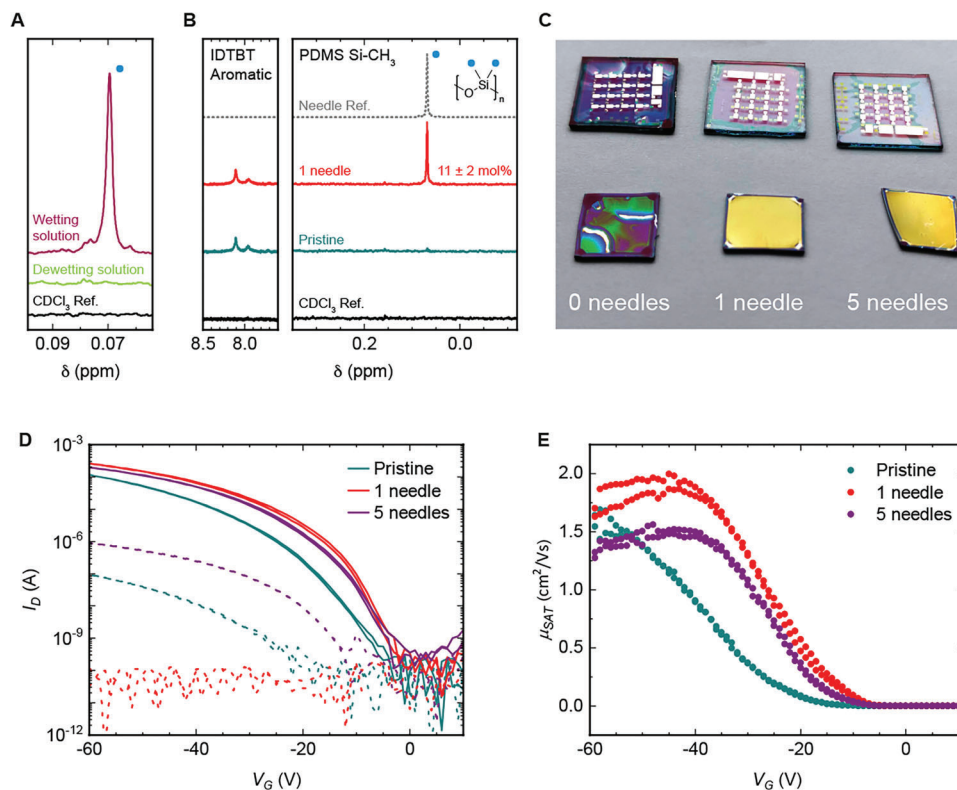 A
Wetting
solution
Dewetting solution
CDCl3 Ref.
0.09
0.07
δ (ppm)
B
IDTBT
Aromatic
PDMS Si-CH3
Needle Ref.
O
Si
n
1 needle
11 ± 2 mol%
Pristine
CDCl3 Ref.
8.5
8.0
0.2
0.0
δ (ppm)
C
0 needles
1 needle
5 needles
D
10-3
10-6
10-9
10-12
ID (A)
Pristine
1 needle
5 needles
-60
-40
-20
0
VG (V)
E
2.0
1.5
1.0
0.5
0.0
μSAT (cm2/Vs)
Pristine
1 needle
5 needles
-60
-40
-20
0
VG (V)